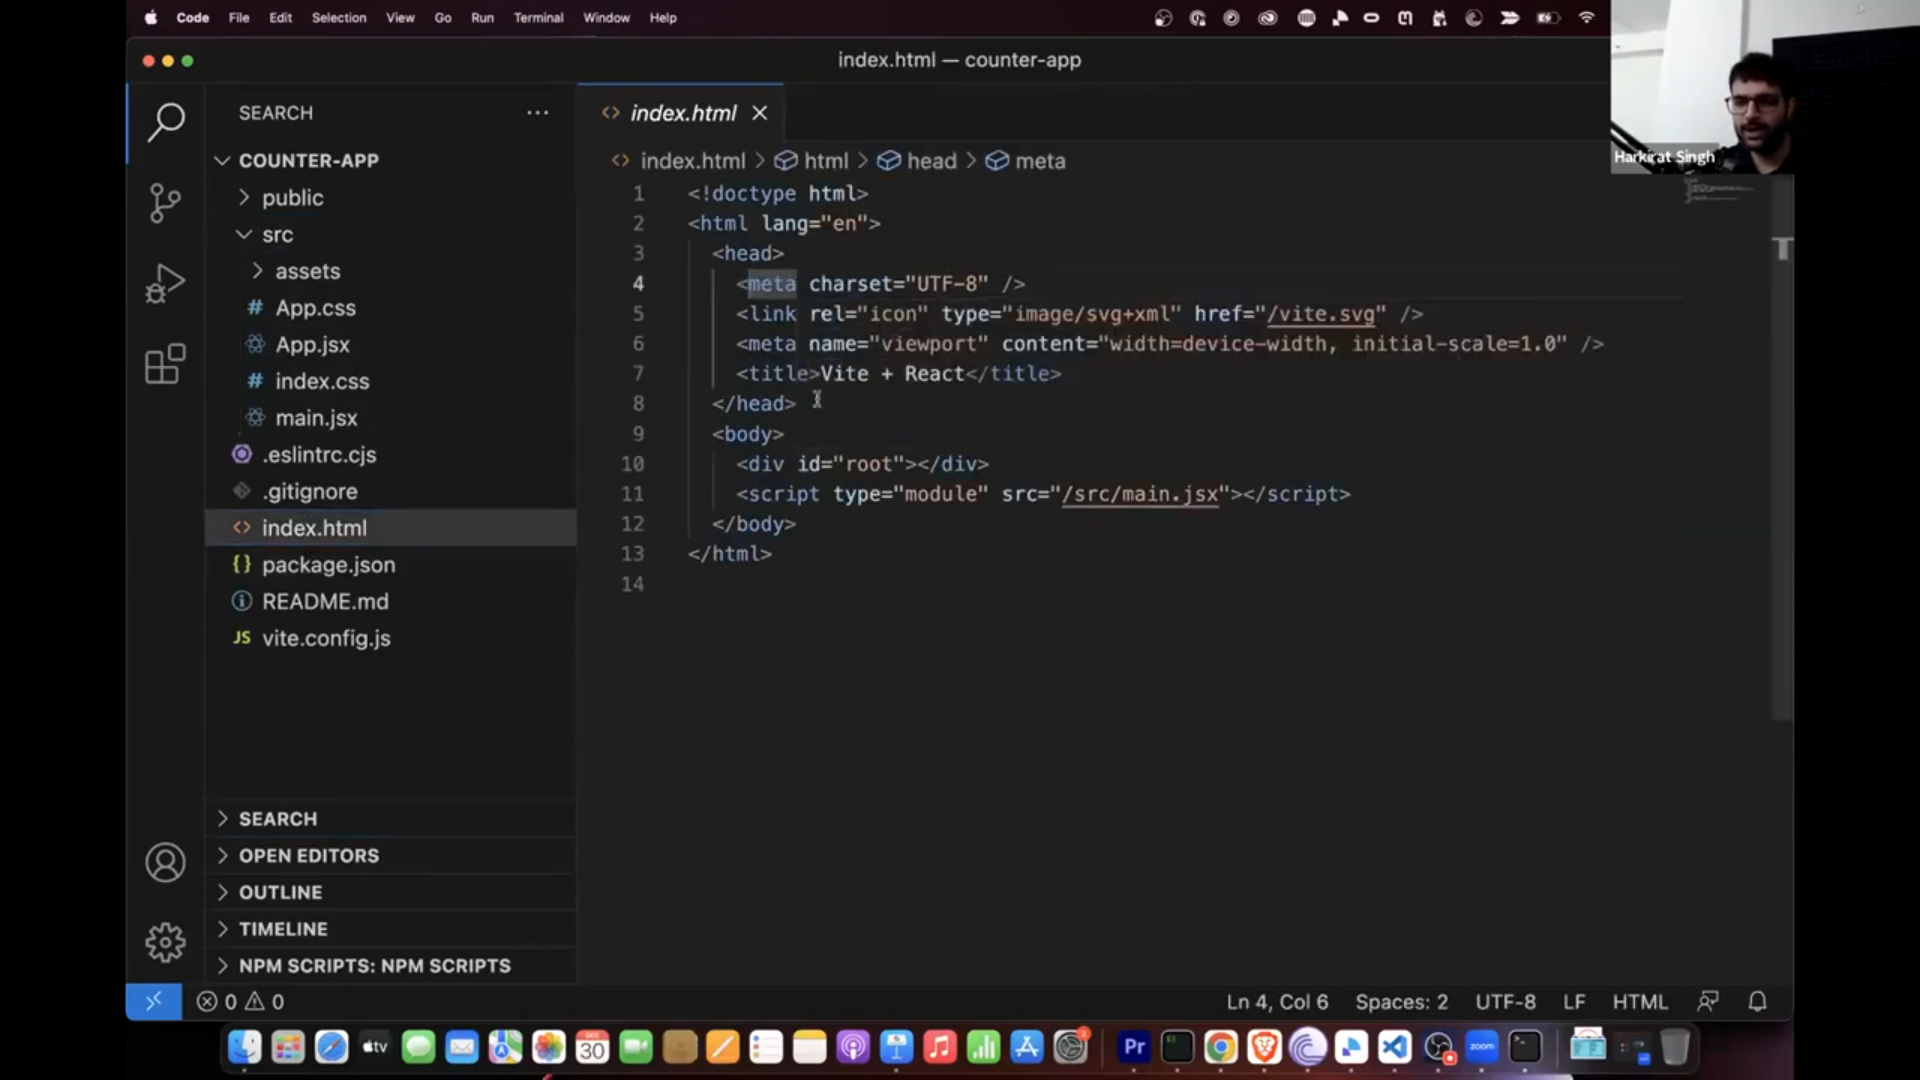 Code File Edit Selection View Go Run Terminal Window Help
index.html — counter-app
Harkirat Singh
SEARCH
COUNTER-APP
public
src
assets
App.css
App.jsx
index.css
main.jsx
.eslintrc.cjs
.gitignore
index.html
package.json
README.md
JS vite.config.js
SEARCH
OPEN EDITORS
OUTLINE
TIMELINE
NPM SCRIPTS: NPM SCRIPTS
index.html
index.html > html > head > meta
1 <!doctype html>
2 <html lang="en">
3 <head>
4 <meta charset="UTF-8" />
5 <link rel="icon" type="image/svg+xml" href="/vite.svg" />
6 <meta name="viewport" content="width=device-width, initial-scale=1.0" />
7 <title>Vite + React</title>
8 </head>
9 <body>
10 <div id="root"></div>
11 <script type="module" src="/src/main.jsx"></script>
12 </body>
13 </html>
14
0 0
Ln 4, Col 6 Spaces: 2 UTF-8 LF HTML
tv
DEC
30
Pr
zoom